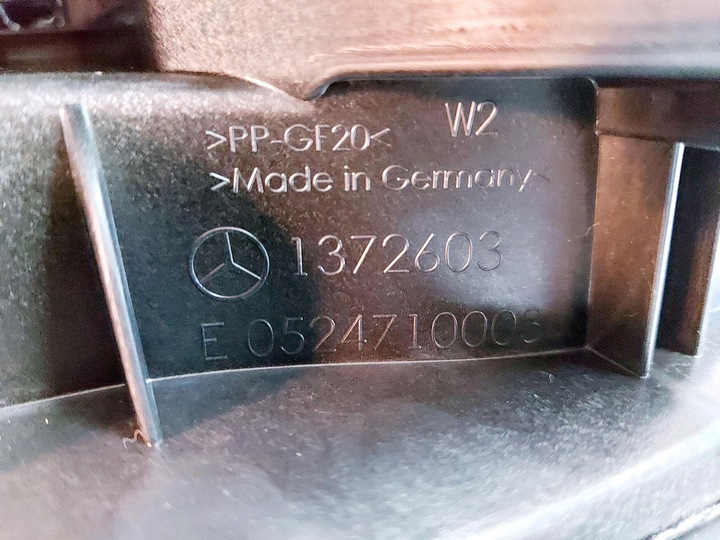 >PP-GF20< W2
>Made in Germany<
1372603
E 0524710003